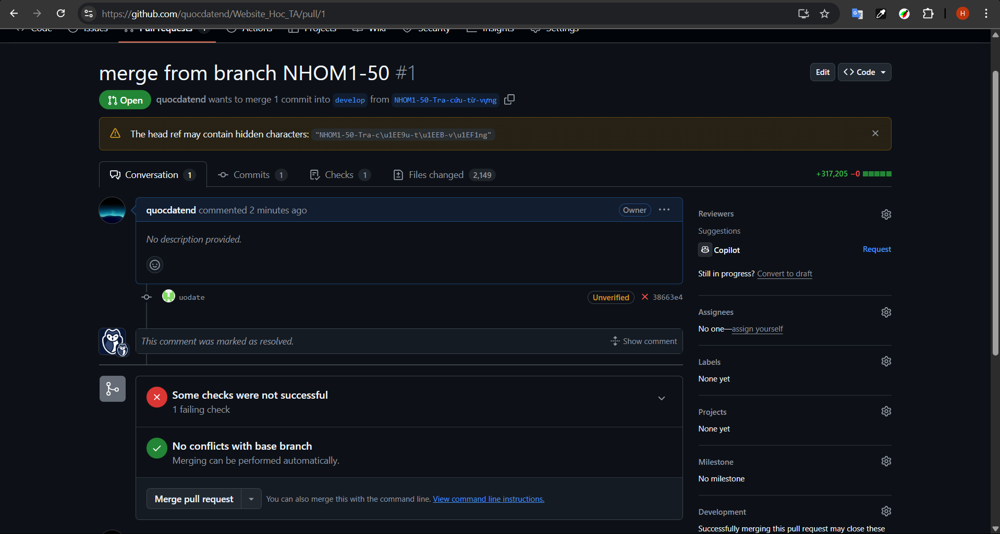 https://github.com/quocdatend/Website_Hoc_TA/pull/1
H
Code Issues Pull requests 1 Actions Projects Wiki Security Insights Settings
merge from branch NHOM1-50 #1
Edit
Code
Open
quocdatend wants to merge 1 commit into develop from NHOM1-50-Tra-cứu-từ-vựng
The head ref may contain hidden characters: "NHOM1-50-Tra-c\u1EE9u-t\u1EEB-v\u1EF1ng"
Conversation 1
Commits 1
Checks 1
Files changed 2,149
+317,205 −0
quocdatend commented 2 minutes ago
Owner
No description provided.
uodate
Unverified
38663e4
This comment was marked as resolved.
Show comment
Some checks were not successful
1 failing check
No conflicts with base branch
Merging can be performed automatically.
Merge pull request
You can also merge this with the command line. View command line instructions.
Reviewers
Suggestions
Copilot
Request
Still in progress? Convert to draft
Assignees
No one—assign yourself
Labels
None yet
Projects
None yet
Milestone
No milestone
Development
Successfully merging this pull request may close these